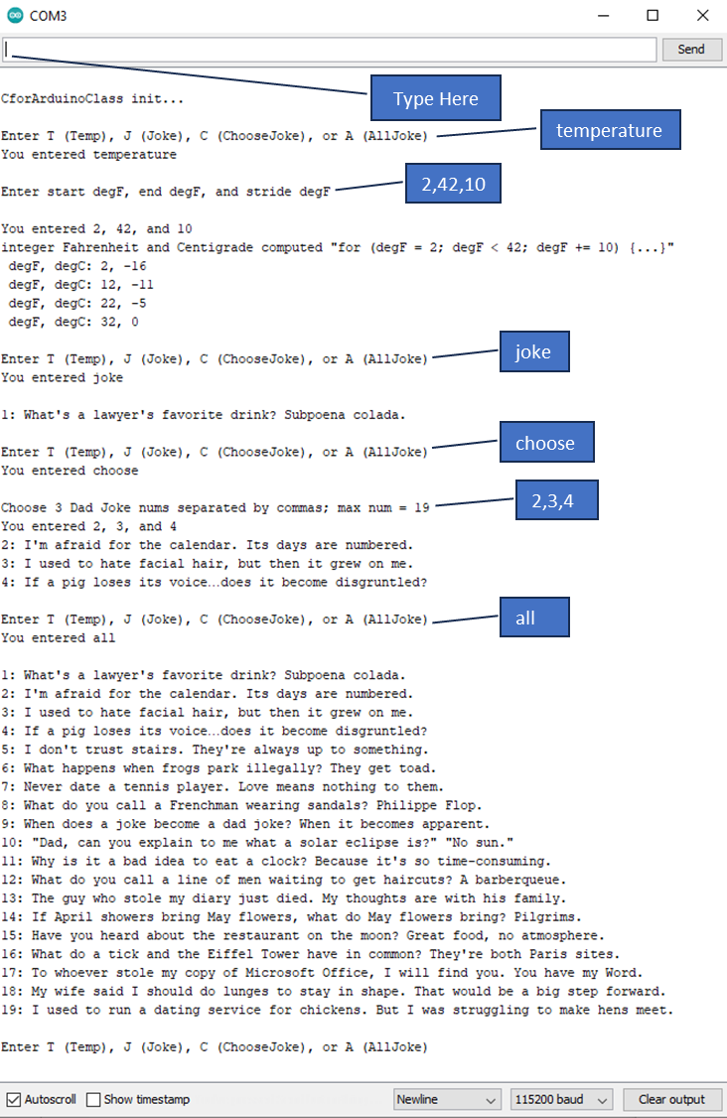 COM3
Send
Type Here
CforArduinoClass init...
Enter T (Temp), J (Joke), C (ChooseJoke), or A (AllJoke)
temperature
You entered temperature
Enter start degF, end degF, and stride degF
2,42,10
You entered 2, 42, and 10
integer Fahrenheit and Centigrade computed "for (degF = 2; degF < 42; degF += 10) {...}"
degF, degC: 2, -16
degF, degC: 12, -11
degF, degC: 22, -5
degF, degC: 32, 0
Enter T (Temp), J (Joke), C (ChooseJoke), or A (AllJoke)
joke
You entered joke
1: What's a lawyer's favorite drink? Subpoena colada.
Enter T (Temp), J (Joke), C (ChooseJoke), or A (AllJoke)
choose
You entered choose
Choose 3 Dad Joke nums separated by commas; max num = 19
2,3,4
You entered 2, 3, and 4
2: I'm afraid for the calendar. Its days are numbered.
3: I used to hate facial hair, but then it grew on me.
4: If a pig loses its voice...does it become disgruntled?
Enter T (Temp), J (Joke), C (ChooseJoke), or A (AllJoke)
all
You entered all
1: What's a lawyer's favorite drink? Subpoena colada.
2: I'm afraid for the calendar. Its days are numbered.
3: I used to hate facial hair, but then it grew on me.
4: If a pig loses its voice...does it become disgruntled?
5: I don't trust stairs. They're always up to something.
6: What happens when frogs park illegally? They get toad.
7: Never date a tennis player. Love means nothing to them.
8: What do you call a Frenchman wearing sandals? Philippe Flop.
9: When does a joke become a dad joke? When it becomes apparent.
10: "Dad, can you explain to me what a solar eclipse is?" "No sun."
11: Why is it a bad idea to eat a clock? Because it's so time-consuming.
12: What do you call a line of men waiting to get haircuts? A barberqueue.
13: The guy who stole my diary just died. My thoughts are with his family.
14: If April showers bring May flowers, what do May flowers bring? Pilgrims.
15: Have you heard about the restaurant on the moon? Great food, no atmosphere.
16: What do a tick and the Eiffel Tower have in common? They're both Paris sites.
17: To whoever stole my copy of Microsoft Office, I will find you. You have my Word.
18: My wife said I should do lunges to stay in shape. That would be a big step forward.
19: I used to run a dating service for chickens. But I was struggling to make hens meet.
Enter T (Temp), J (Joke), C (ChooseJoke), or A (AllJoke)
Autoscroll Show timestamp Newline 115200 baud Clear output